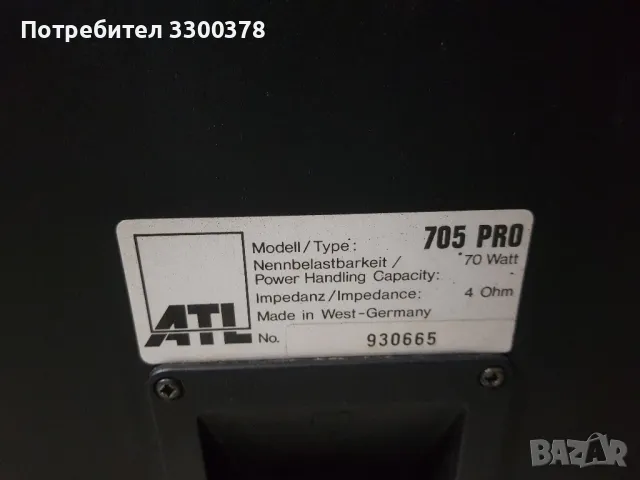 Потребител 3300378
Modell/Type: 705 PRO
Nennbelastbarkeit /
Power Handling Capacity: 70 Watt
Impedanz/Impedance: 4 Ohm
Made in West-Germany
ATL No. 930665
BAZAR